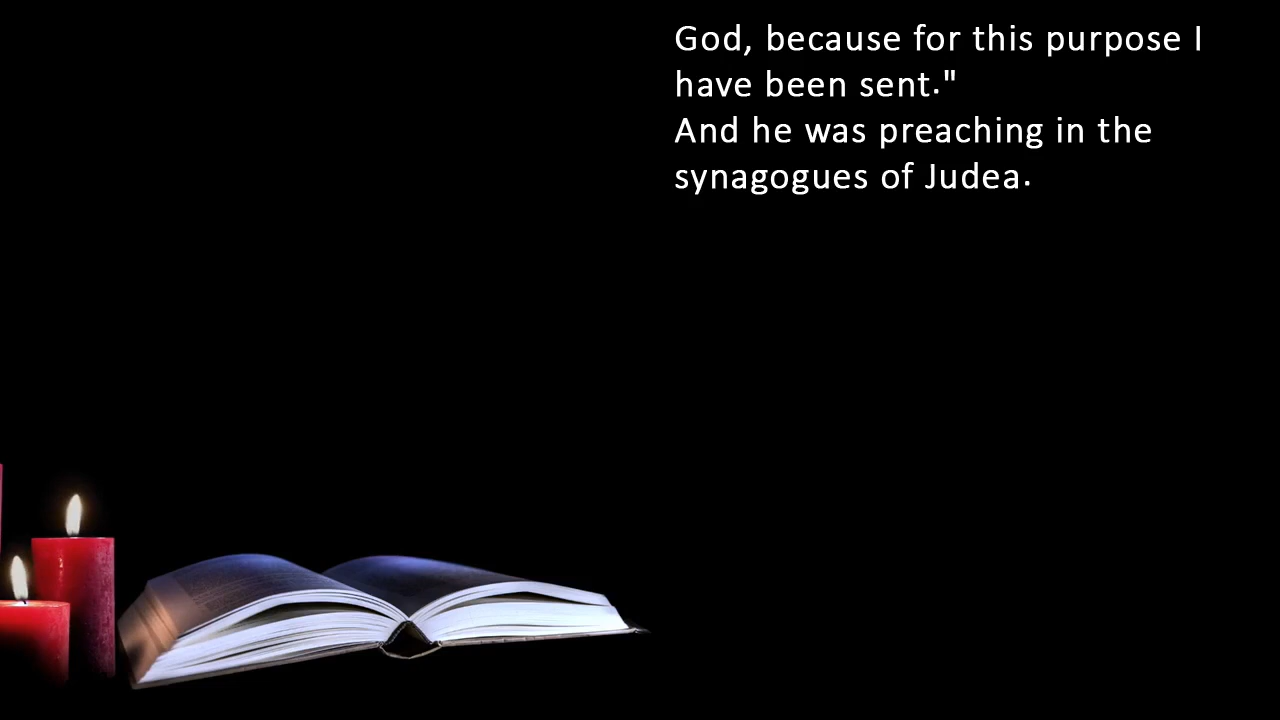 God, because for this purpose I
have been sent."
And he was preaching in the
synagogues of Judea.